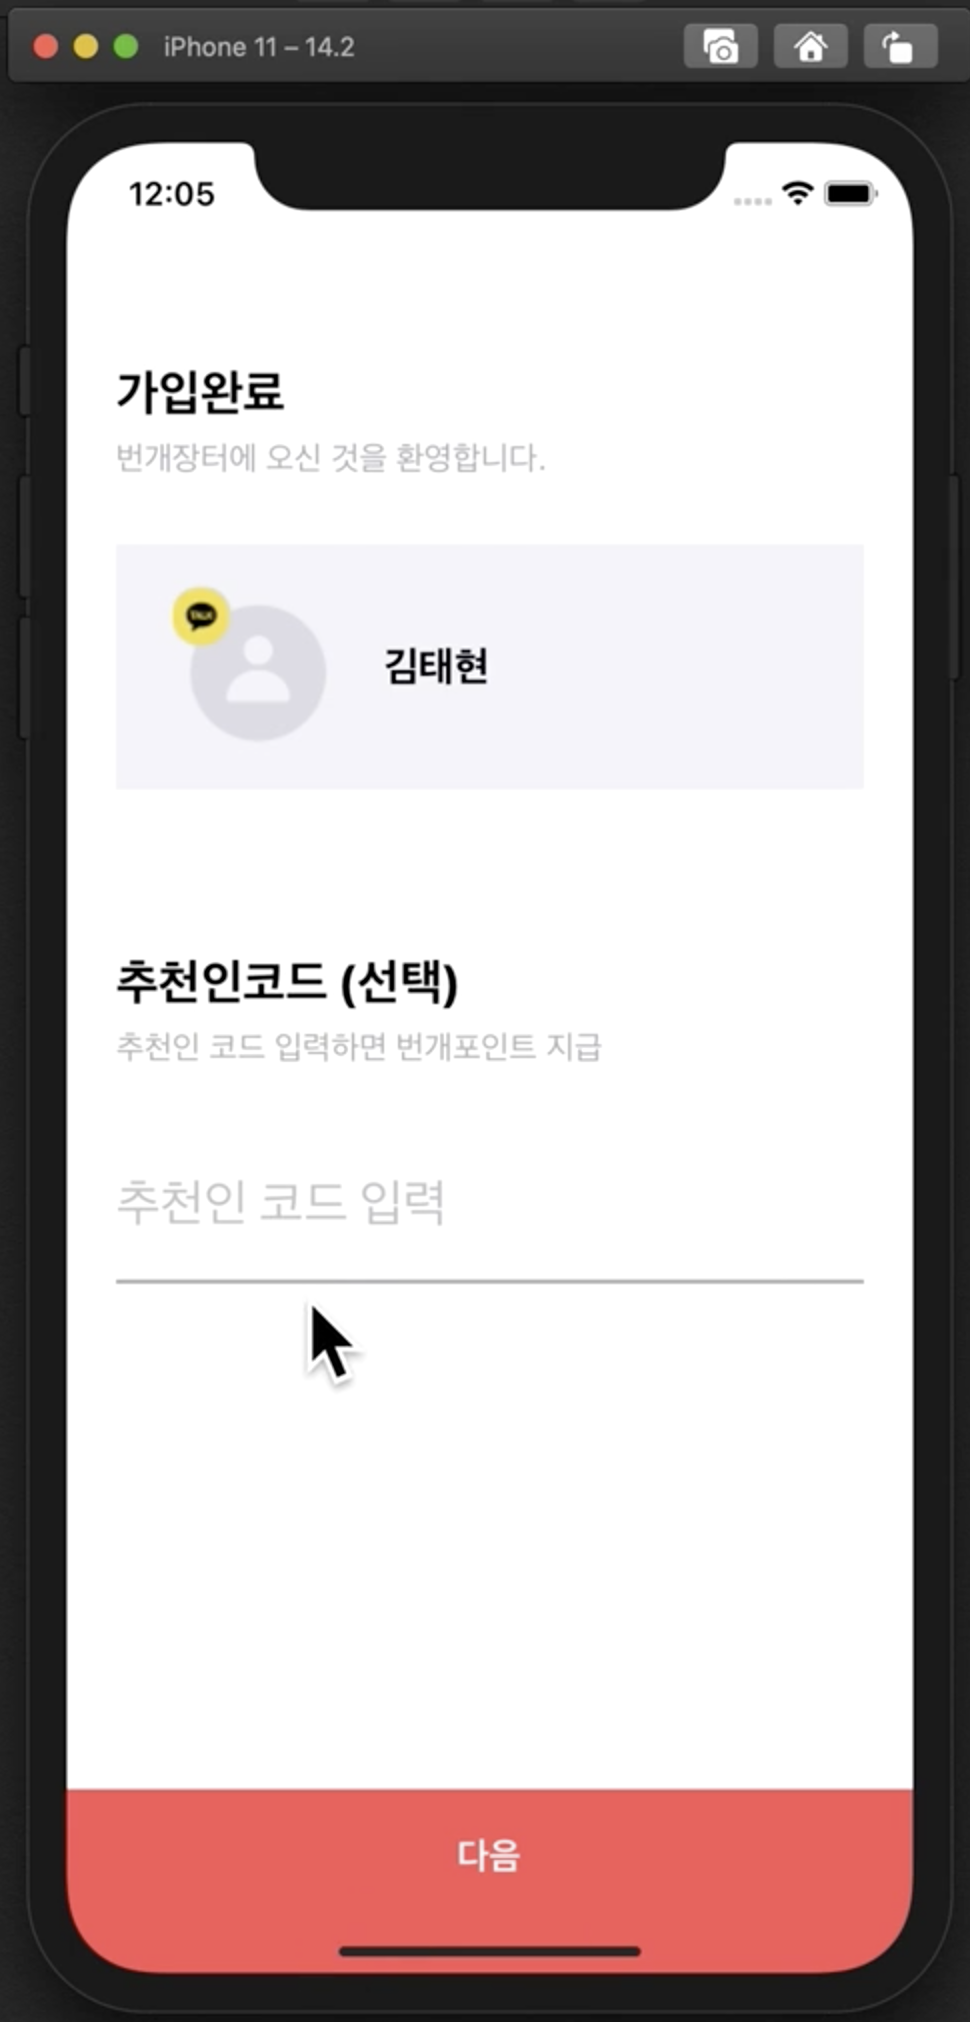 iPhone 11 – 14.2
12:05
가입완료
번개장터에 오신 것을 환영합니다.
TALK
김태현
추천인코드 (선택)
추천인 코드 입력하면 번개포인트 지급
추천인 코드 입력
다음